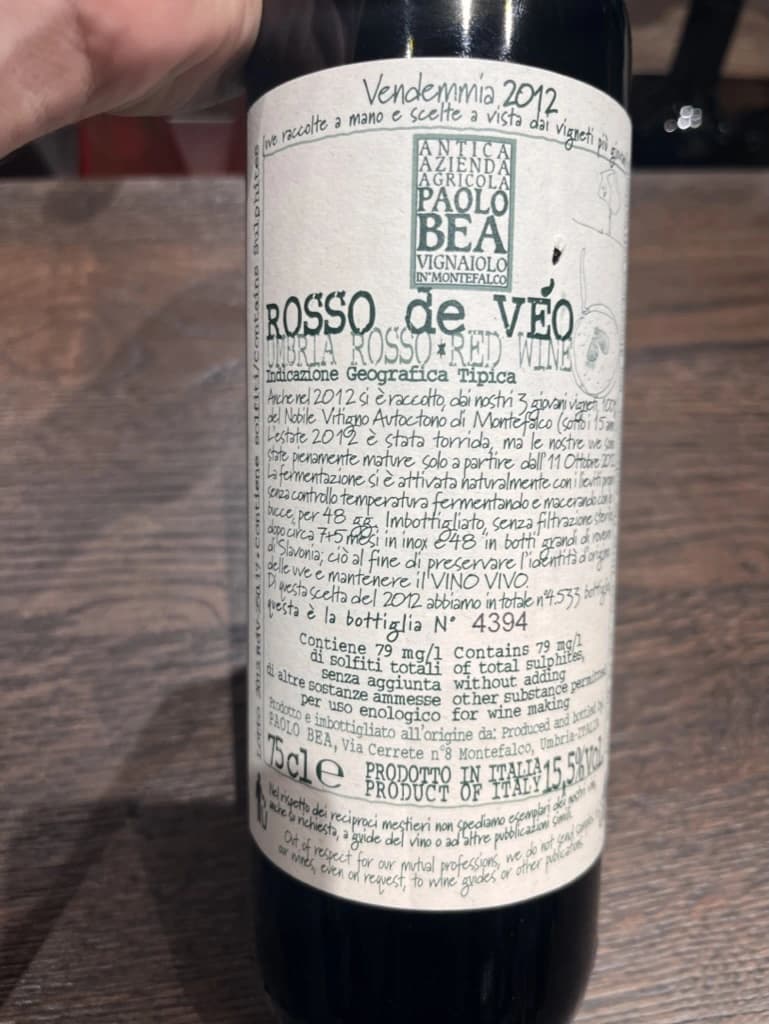 Vendemmia 2012
uve raccolte a mano e scelte a vista dai vigneti più giovani
ANTICA
AZIENDA
AGRICOLA
PAOLO
BEA
VIGNAIOLO
IN MONTEFALCO
ROSSO de VÉO
UMBRIA ROSSO * RED WINE
Indicazione Geografica Tipica
Anche nel 2012 si è raccolto, dai nostri 3 giovani vigneti, 100%
del Nobile Vitigno Autoctono di Montefalco (sotto i 15 anni
L'estate 2012 è stata torrida, ma le nostre uve sono
state pienamente mature solo a partire dall'11 Ottobre 2012
La fermentazione si è attivata naturalmente con i lieviti propri
senza controllo temperatura fermentando e macerando con le
bucce, per 48 gg. Imbottigliato, senza filtrazione
dopo circa 7+5 mesi in inox e 48 in botti grandi di rovere
di Slavonia; ciò al fine di preservare l'identità d'origine
delle uve e mantenere il VINO VIVO.
Di questa scelta del 2012 abbiamo in totale n°4.533 bottiglie
questa è la bottiglia N° 4394
Contiene 79 mg/l
di solfiti totali
senza aggiunta
di altre sostanze ammesse
per uso enologico
Contains 79 mg/l
of total sulphites,
without adding
other substance permitted
for wine making
Prodotto e imbottigliato all'origine da: Produced and bottled by
PAOLO BEA, Via Cerrete n°8 Montefalco, Umbria-ITALIA
75cl e
PRODOTTO IN ITALIA
PRODUCT OF ITALY
15,5%Vol.
Nel rispetto dei reciproci mestieri non spediamo esemplari dei nostri vini,
anche su richiesta, a guide del vino o ad altre pubblicazioni simili.
Out of respect for our mutual professions, we do not send samples
our wines, even on request, to wine guides or other publications.
Contiene solfiti/Contains Sulphites